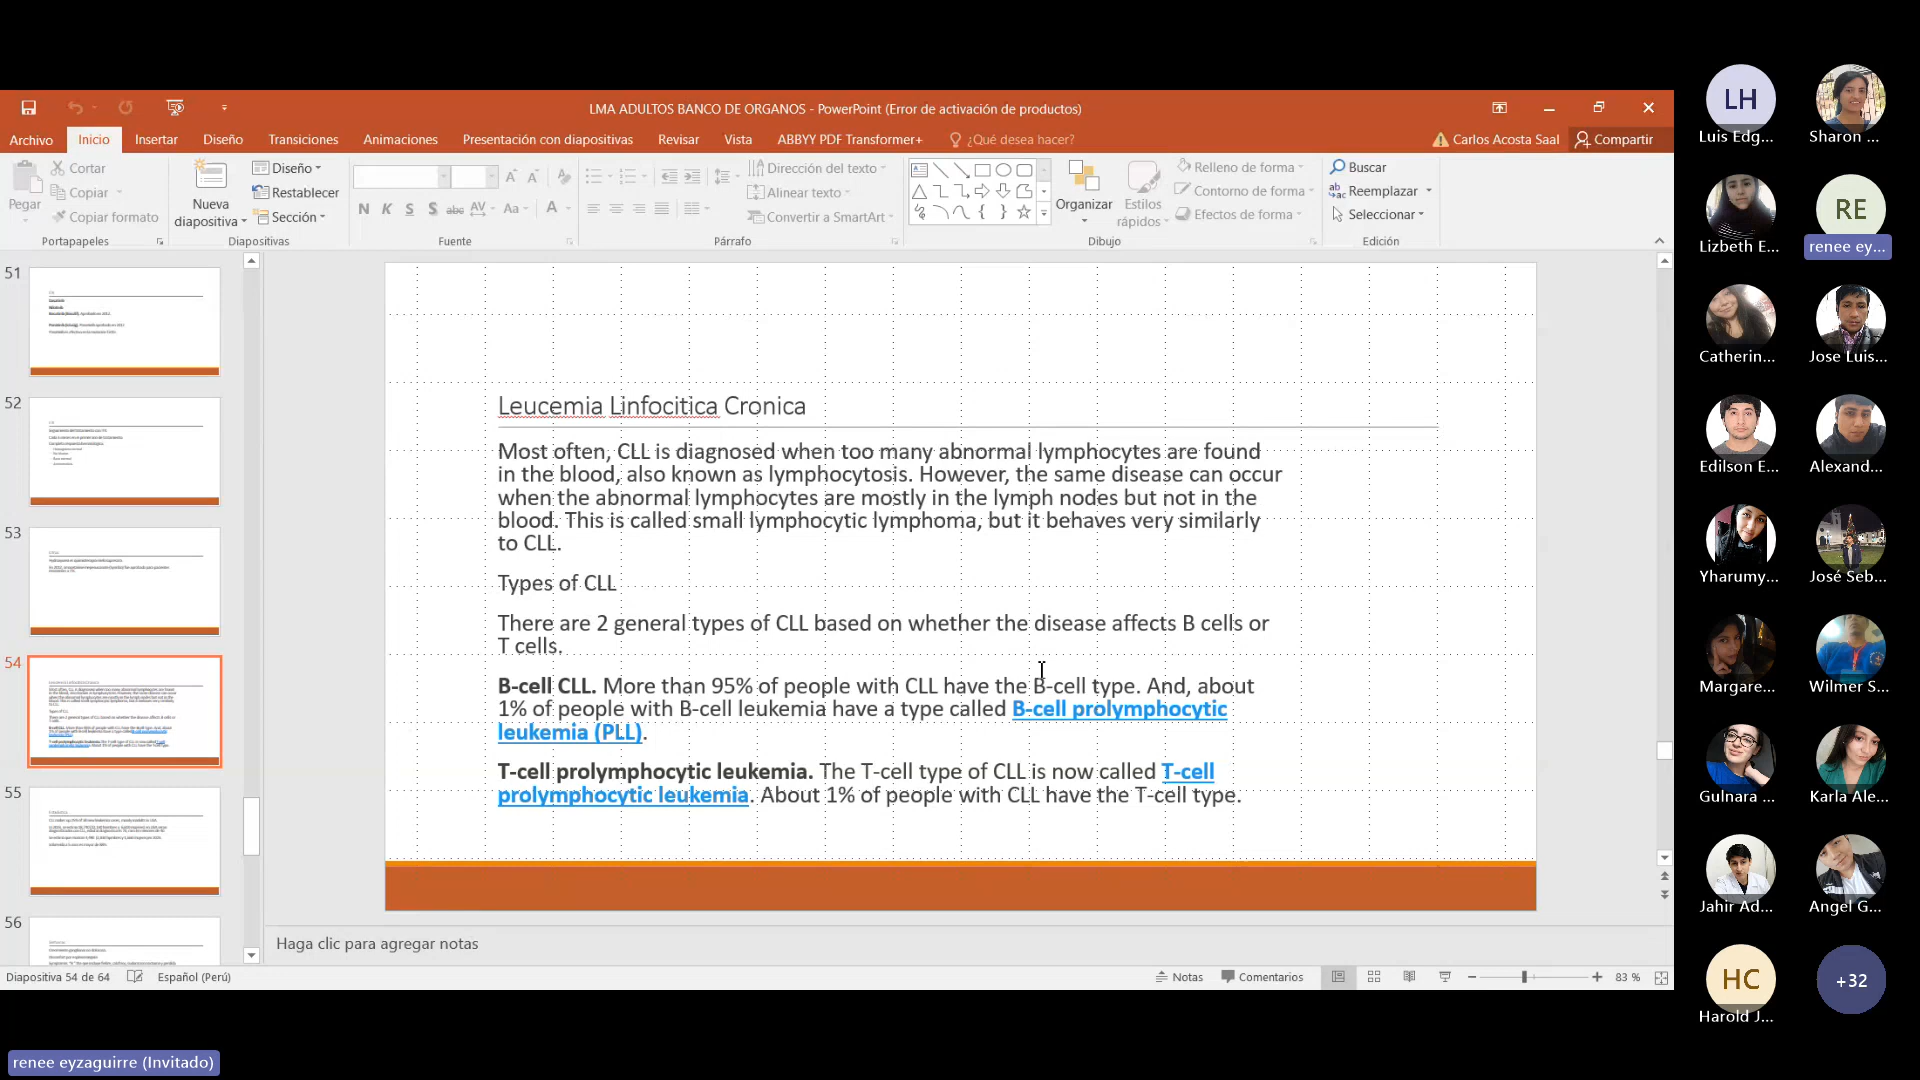 LMA ADULTOS BANCO DE ORGANOS - PowerPoint (Error de activación de productos)
Archivo Inicio Insertar Diseño Transiciones Animaciones Presentación con diapositivas Revisar Vista ABBYY PDF Transformer+ ¿Qué desea hacer? Carlos Acosta Saal Compartir
Pegar
Cortar
Copiar
Copiar formato
Portapapeles
Nueva diapositiva
Diseño
Restablecer
Sección
Diapositivas
N K S S abc AV Aa A
Fuente
Dirección del texto
Alinear texto
Convertir a SmartArt
Párrafo
Organizar
Estilos rápidos
Relleno de forma
Contorno de forma
Efectos de forma
Dibujo
Buscar
Reemplazar
Seleccionar
Edición
51
52
53
54
55
56
Leucemia Linfocitica Cronica
Most often, CLL is diagnosed when too many abnormal lymphocytes are found
in the blood, also known as lymphocytosis. However, the same disease can occur
when the abnormal lymphocytes are mostly in the lymph nodes but not in the
blood. This is called small lymphocytic lymphoma, but it behaves very similarly
to CLL.
Types of CLL
There are 2 general types of CLL based on whether the disease affects B cells or
T cells.
B-cell CLL. More than 95% of people with CLL have the B-cell type. And, about
1% of people with B-cell leukemia have a type called B-cell prolymphocytic
leukemia (PLL).
T-cell prolymphocytic leukemia. The T-cell type of CLL is now called T-cell
prolymphocytic leukemia. About 1% of people with CLL have the T-cell type.
Haga clic para agregar notas
Diapositiva 54 de 64 Español (Perú) Notas Comentarios 83 %
LH
Luis Edg...
Sharon ...
Lizbeth E...
RE
renee ey...
Catherin...
Jose Luis...
Edilson E...
Alexand...
Yharumy...
José Seb...
Margare...
Wilmer S...
Gulnara ...
Karla Ale...
Jahir Ad...
Angel G...
HC
Harold J...
+32
renee eyzaguirre (Invitado)